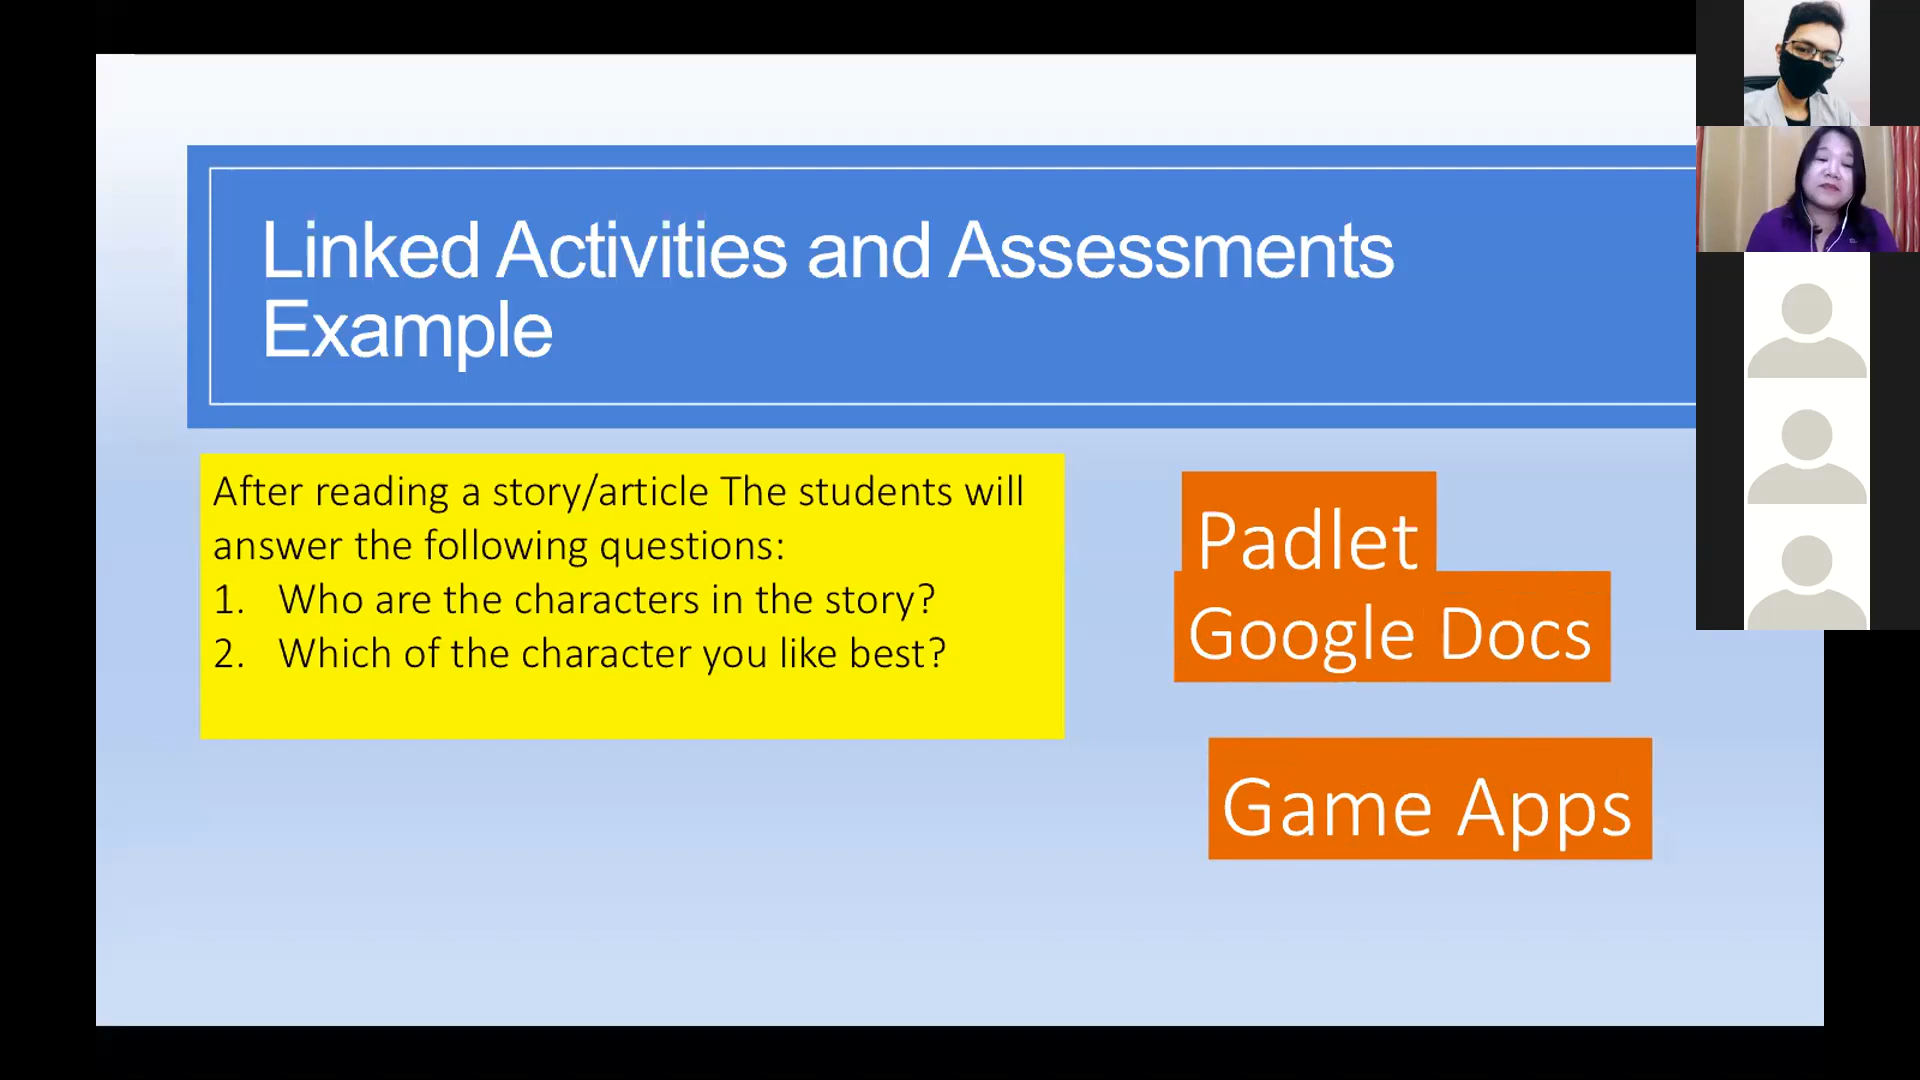 Linked Activities and Assessments
Example
After reading a story/article The students will
answer the following questions:
1. Who are the characters in the story?
2. Which of the character you like best?
Padlet
Google Docs
Game Apps